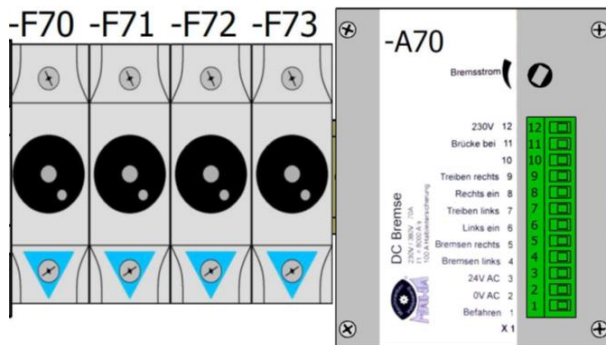 -F70 -F71 -F72 -F73
-A70
Bremsstrom
230V 12 12
Brücke bei 11 11
10 10
Treiben rechts 9 9
Rechts ein 8 8
Treiben links 7 7
Links ein 6 6
Bremsen rechts 5 5
Bremsen links 4 4
24V AC 3 3
0V AC 2 2
Befahren 1 1
X 1
DC Bremse